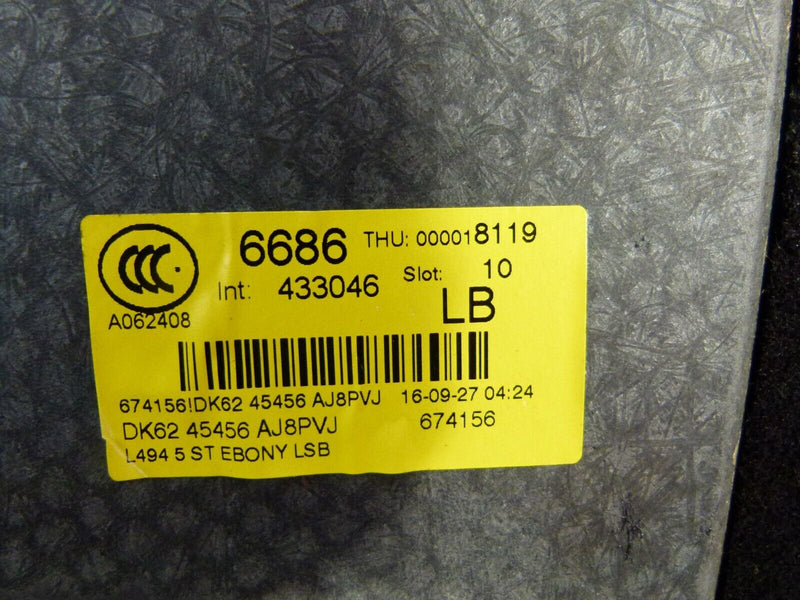 CCC 6686 THU: 000018119
Int: 433046 Slot: 10
A062408 LB
674156!DK62 45456 AJ8PVJ 16-09-27 04:24
DK62 45456 AJ8PVJ 674156
L494 5 ST EBONY LSB